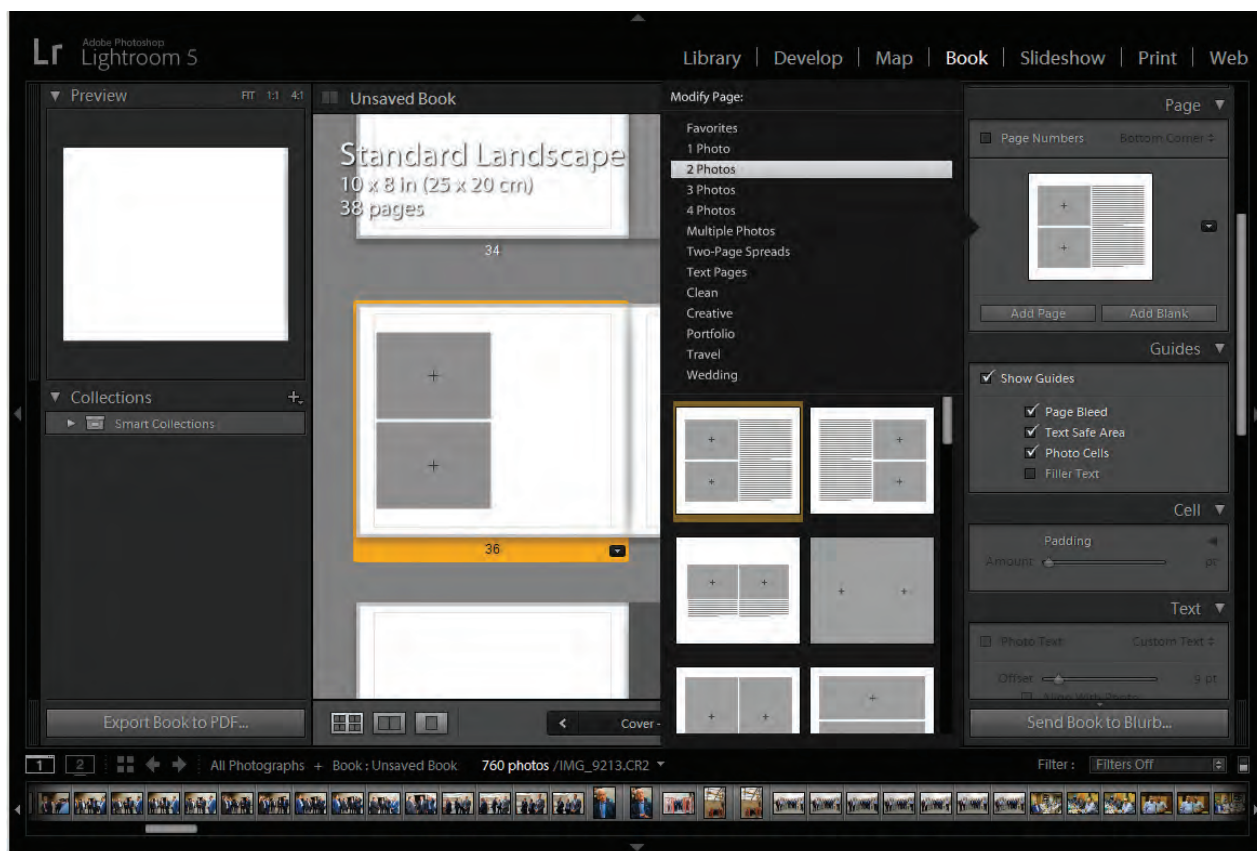 Lr Adobe Photoshop
Lightroom 5
Library | Develop | Map | Book | Slideshow | Print | Web
Preview FIT 1:1 4:1
Unsaved Book
Standard Landscape
10 x 8 in (25 x 20 cm)
38 pages
34
36
Collections
Smart Collections
Export Book to PDF...
Cover -
Modify Page:
Favorites
1 Photo
2 Photos
3 Photos
4 Photos
Multiple Photos
Two-Page Spreads
Text Pages
Clean
Creative
Portfolio
Travel
Wedding
Page
Page Numbers Bottom Corner
Add Page Add Blank
Guides
Show Guides
Page Bleed
Text Safe Area
Photo Cells
Filler Text
Cell
Padding
Amount pt
Text
Photo Text Custom Text
Offset 9 pt
Align With Photo
Send Book to Blurb...
1 2 All Photographs + Book : Unsaved Book 760 photos /IMG_9213.CR2
Filter : Filters Off